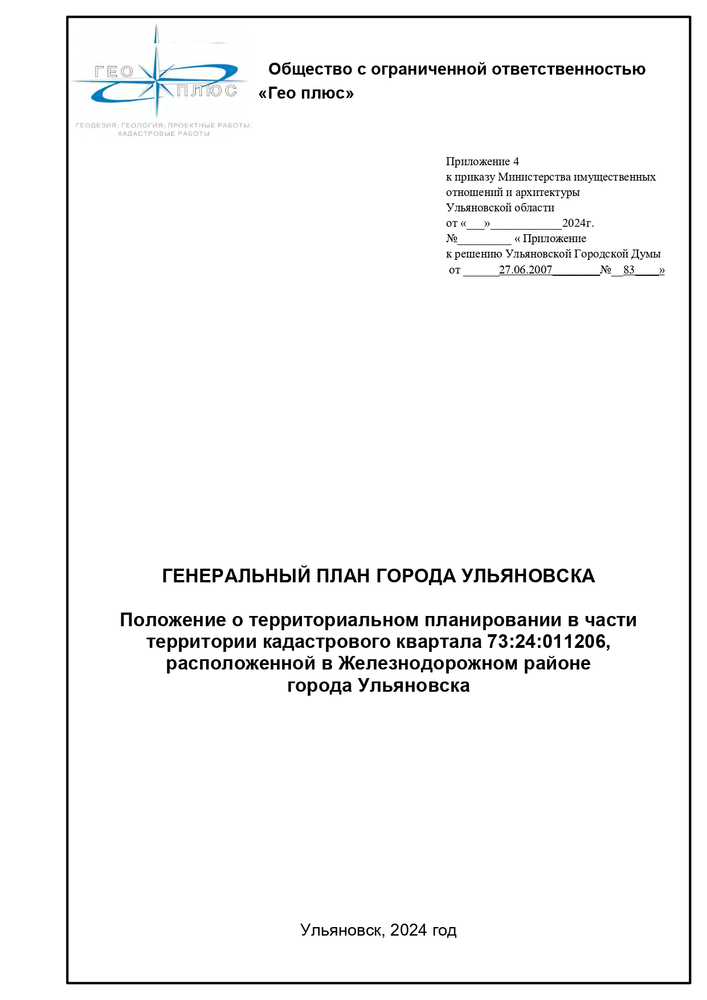 ГЕО
ПЛЮС
ГЕОДЕЗИЯ; ГЕОЛОГИЯ; ПРОЕКТНЫЕ РАБОТЫ;
КАДАСТРОВЫЕ РАБОТЫ
Общество с ограниченной ответственностью
«Гео плюс»
Приложение 4
к приказу Министерства имущественных
отношений и архитектуры
Ульяновской области
от «___»_______________2024г.
№_________ « Приложение
к решению Ульяновской Городской Думы
от ______27.06.2007________№__83____»
ГЕНЕРАЛЬНЫЙ ПЛАН ГОРОДА УЛЬЯНОВСКА
Положение о территориальном планировании в части
территории кадастрового квартала 73:24:011206,
расположенной в Железнодорожном районе
города Ульяновска
Ульяновск, 2024 год